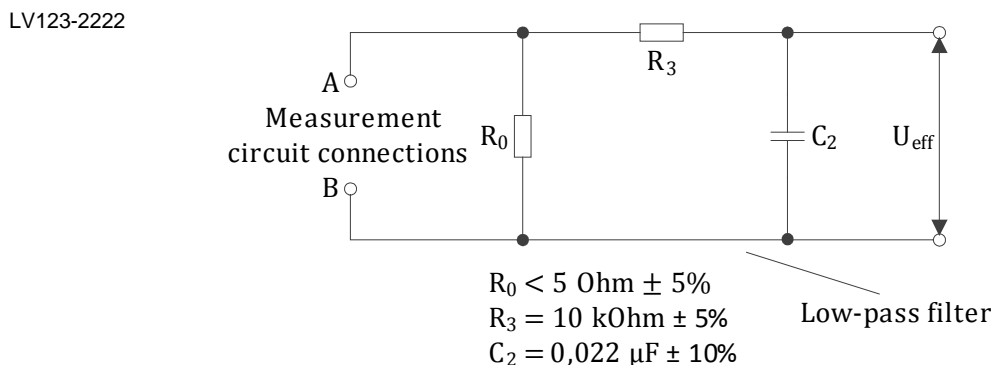 LV123-2222
R₃
A
Measurement
circuit connections
B
R₀
C₂
U_eff
R₀ < 5 Ohm ± 5%
R₃ = 10 kOhm ± 5%
C₂ = 0,022 µF ± 10%
Low-pass filter